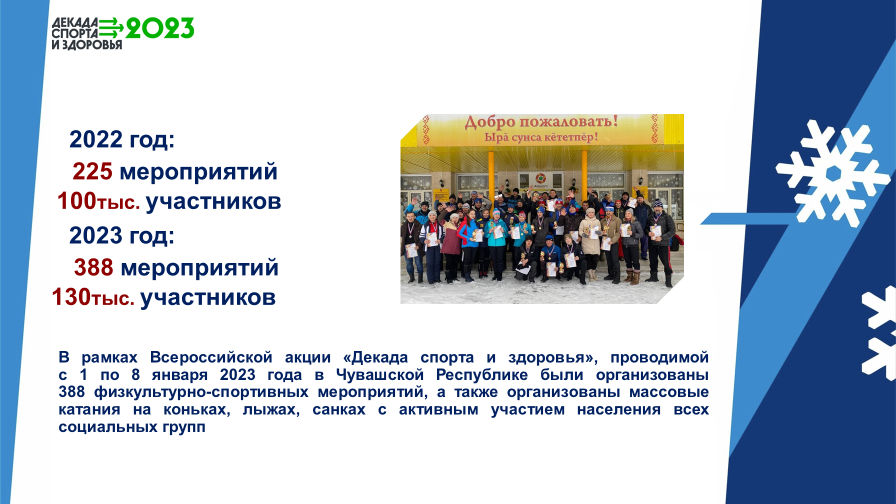 ДЕКАДА
СПОРТА
И ЗДОРОВЬЯ
2023
2022 год:
225 мероприятий
100тыс. участников
2023 год:
388 мероприятий
130тыс. участников
Добро пожаловать!
Ырă сунса кĕтетпĕр!
В рамках Всероссийской акции «Декада спорта и здоровья», проводимой
с 1 по 8 января 2023 года в Чувашской Республике были организованы
388 физкультурно-спортивных мероприятий, а также организованы массовые
катания на коньках, лыжах, санках с активным участием населения всех
социальных групп